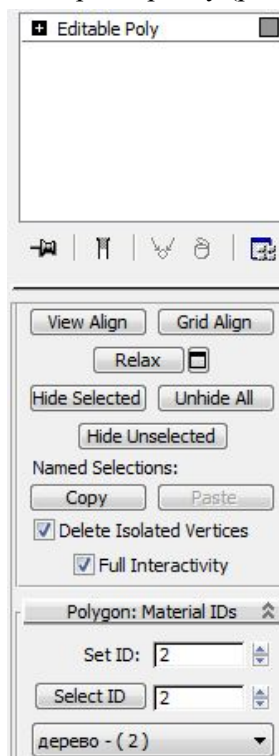 Editable Poly
View Align Grid Align
Relax
Hide Selected Unhide All
Hide Unselected
Named Selections:
Copy Paste
Delete Isolated Vertices
Full Interactivity
Polygon: Material IDs
Set ID: 2
Select ID 2
дерево - ( 2 )